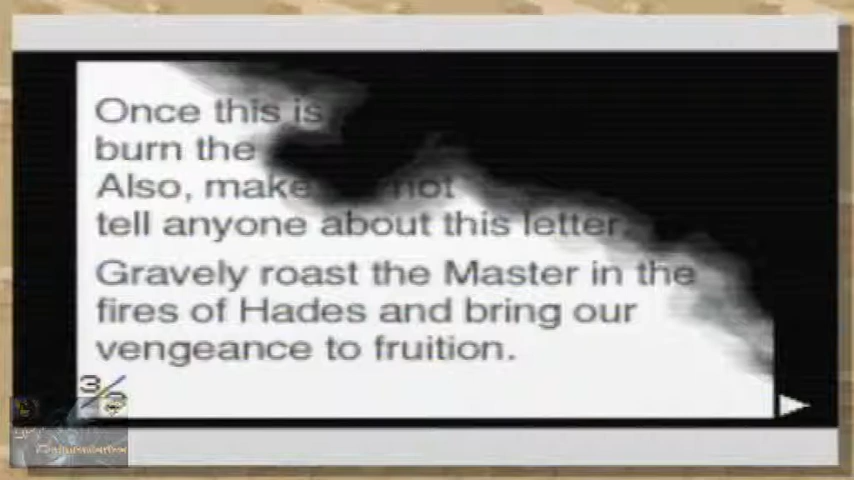 Once this is
burn the
Also, make not
tell anyone about this letter.
Gravely roast the Master in the
fires of Hades and bring our
vengeance to fruition.
3/